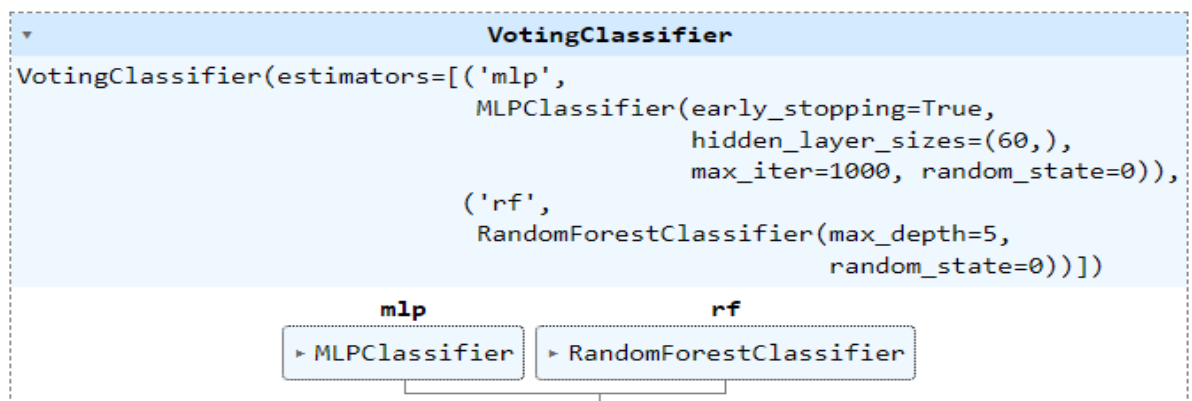 ▾ VotingClassifier
VotingClassifier(estimators=[('mlp',
MLPClassifier(early_stopping=True,
hidden_layer_sizes=(60,),
max_iter=1000, random_state=0)),
('rf',
RandomForestClassifier(max_depth=5,
random_state=0))])
mlp rf
▸ MLPClassifier ▸ RandomForestClassifier